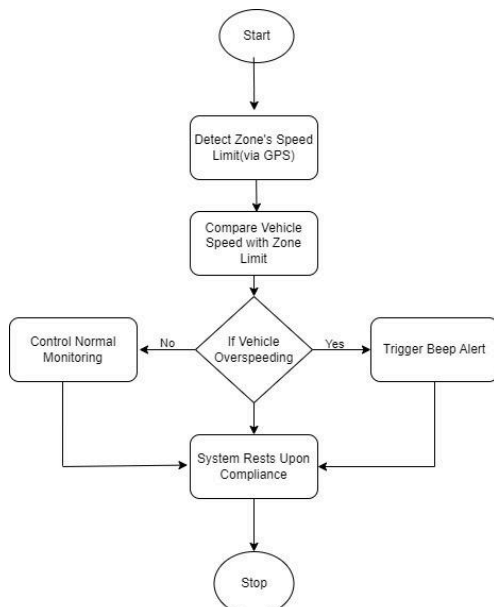 Start
Detect Zone's Speed
Limit(via GPS)
Compare Vehicle
Speed with Zone
Limit
If Vehicle
Overspeeding
No
Yes
Control Normal
Monitoring
Trigger Beep Alert
System Rests Upon
Compliance
Stop